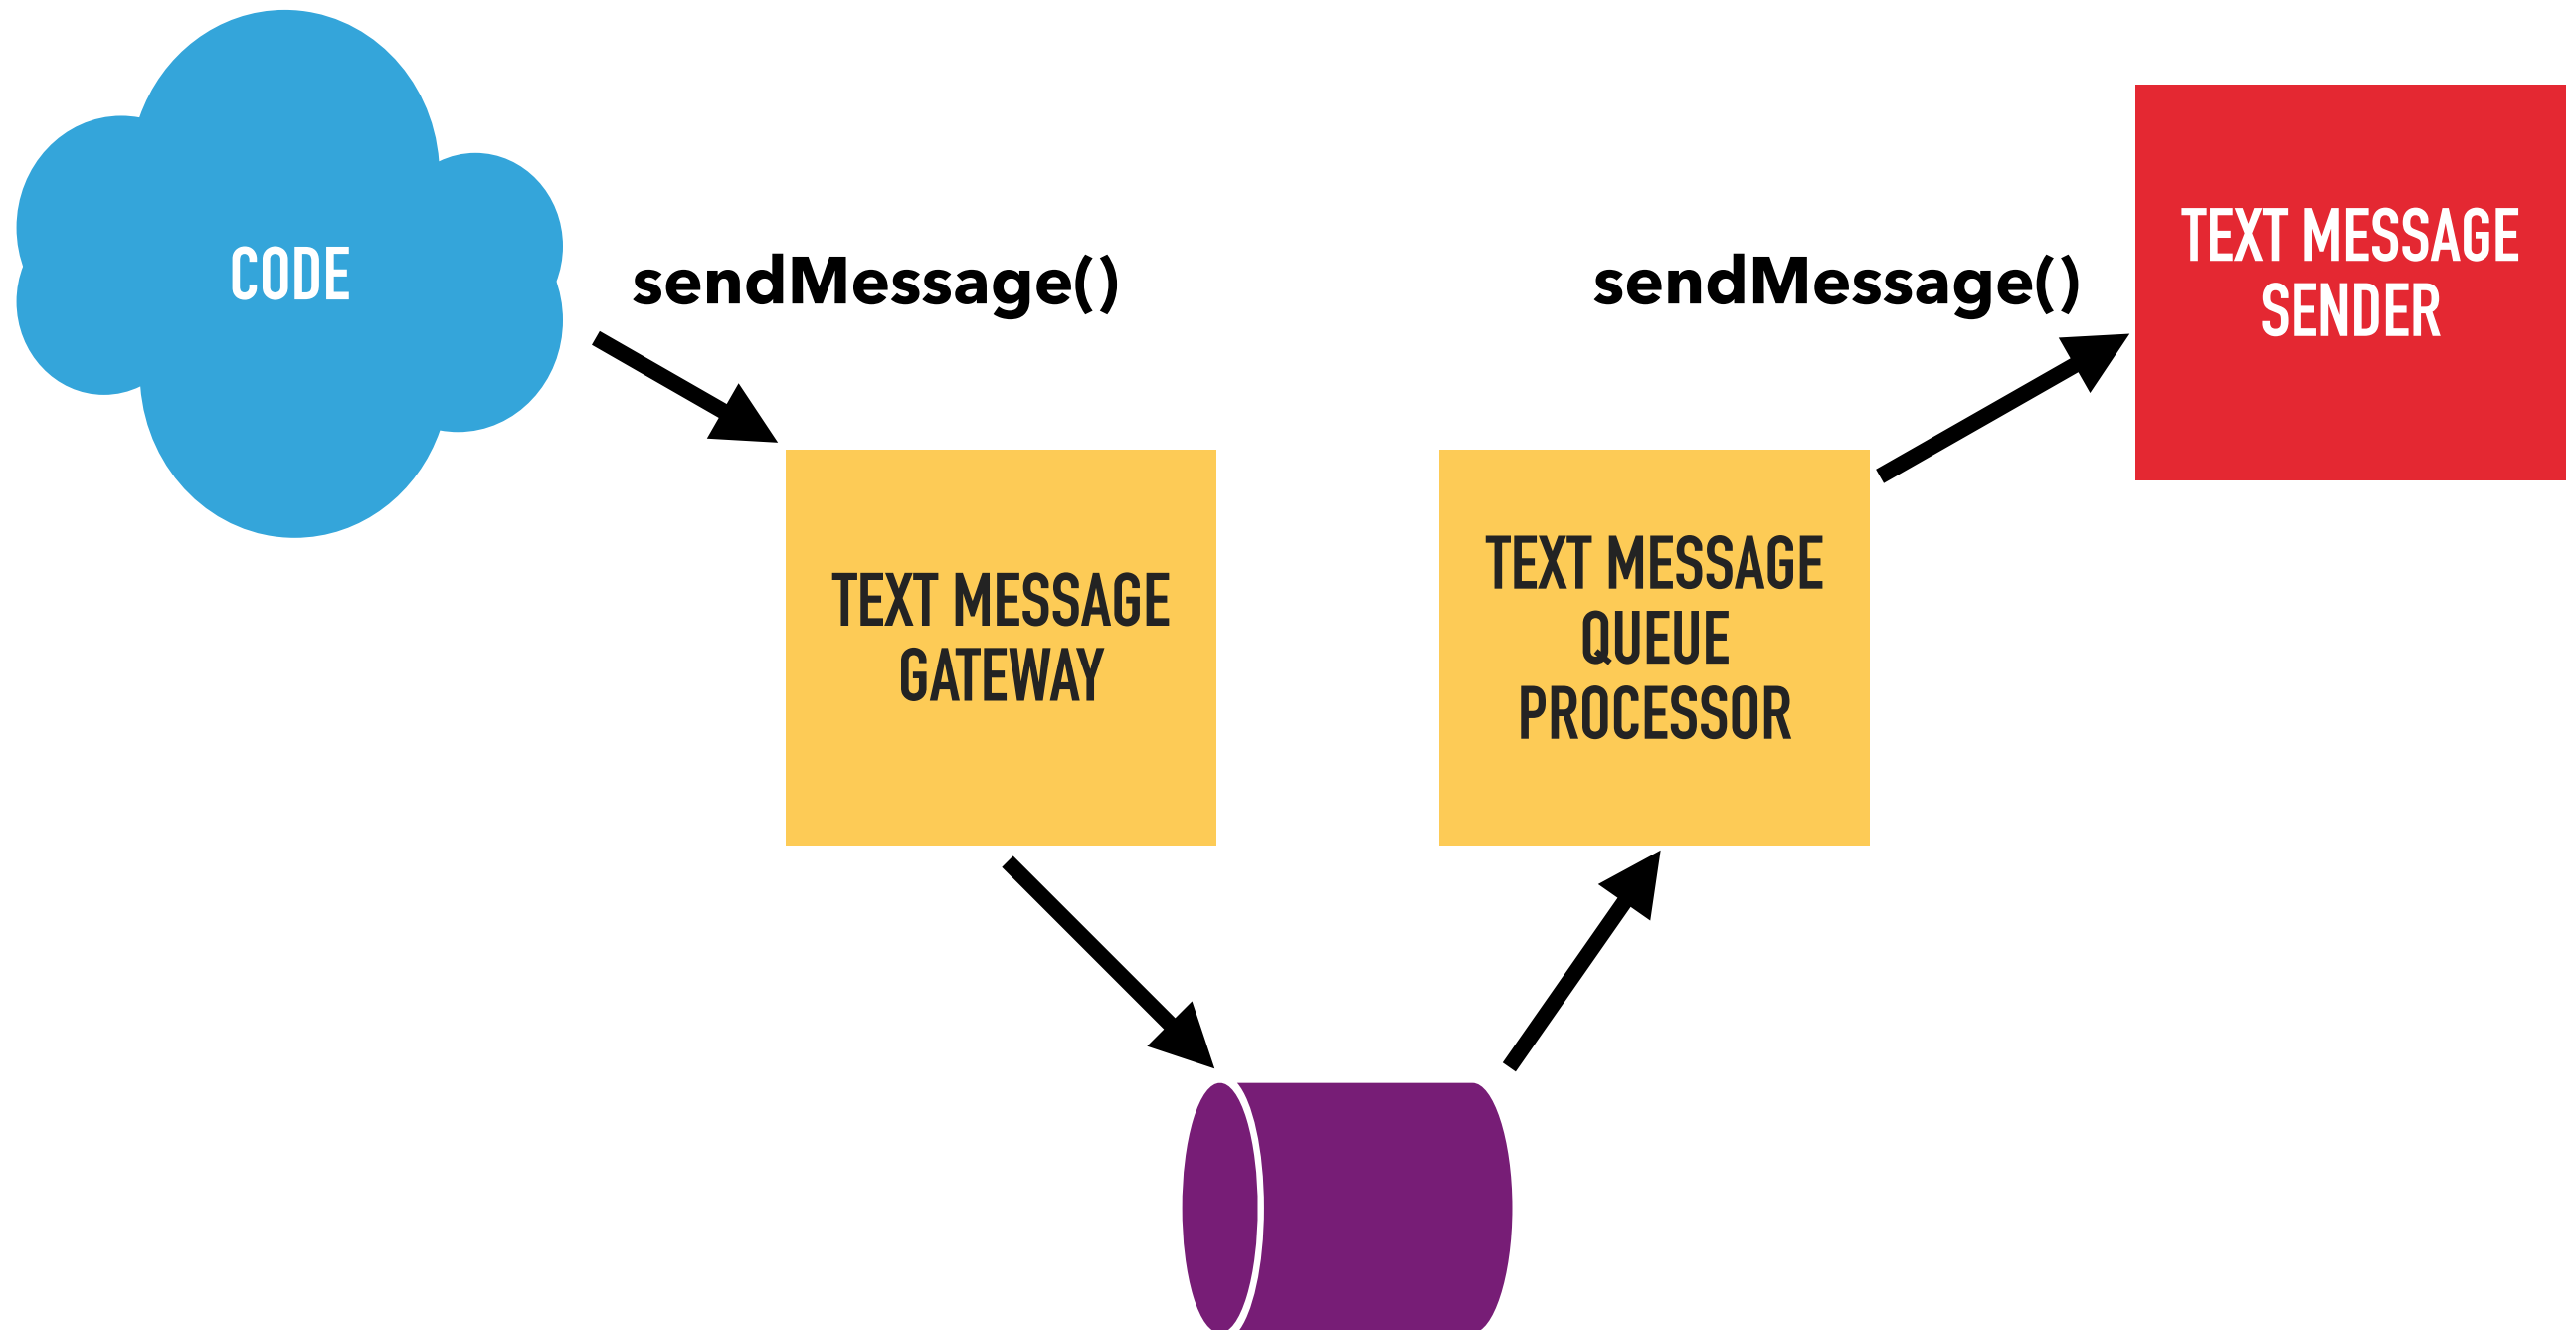 CODE
sendMessage()
sendMessage()
TEXT MESSAGE
SENDER
TEXT MESSAGE
GATEWAY
TEXT MESSAGE
QUEUE
PROCESSOR